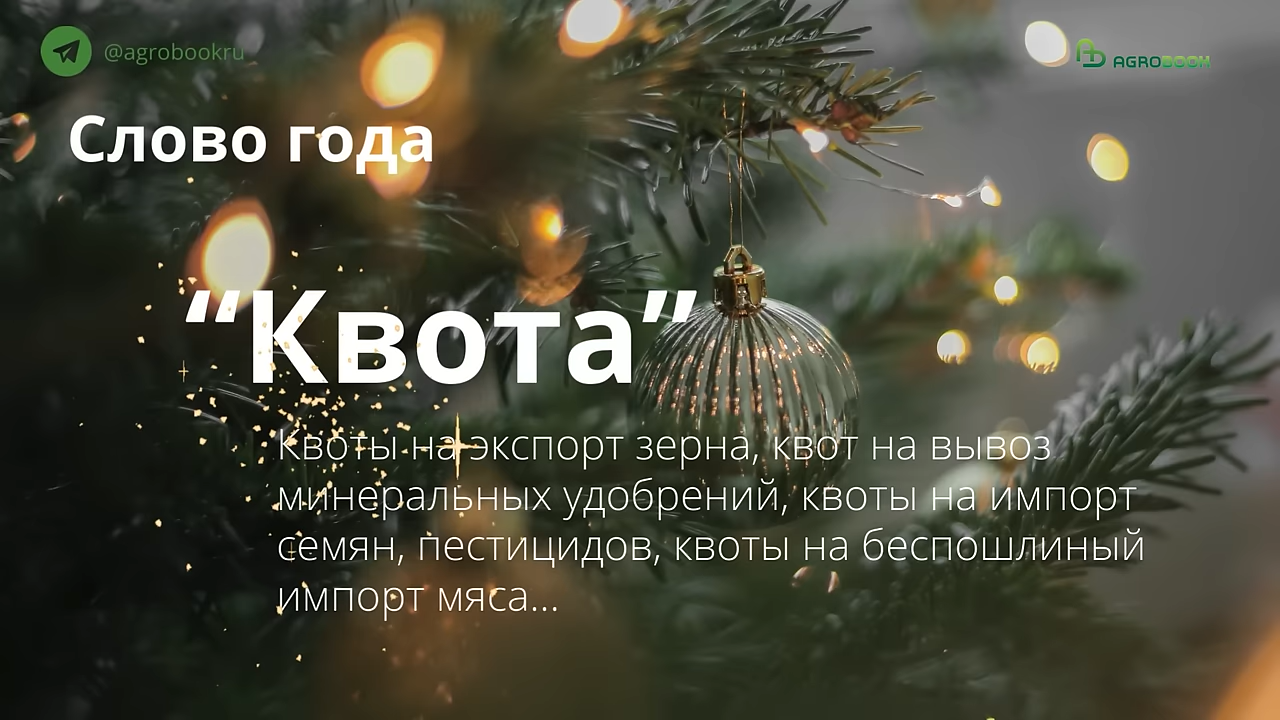 @agrobookru
AGROBOOK
Слово года
“Квота”
Квоты на экспорт зерна, квот на вывоз
минеральных удобрений, квоты на импорт
семян, пестицидов, квоты на беспошлиный
импорт мяса...